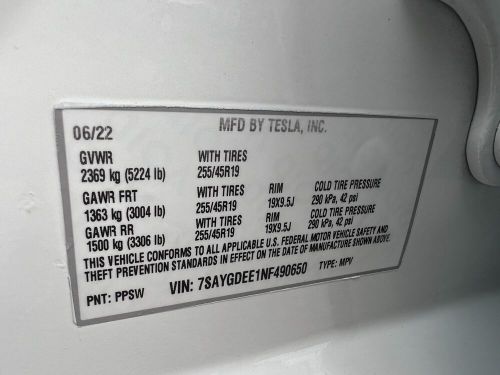 06/22 MFD BY TESLA, INC.
GVWR WITH TIRES
2369 kg (5224 lb) 255/45R19
GAWR FRT WITH TIRES RIM COLD TIRE PRESSURE
1363 kg (3004 lb) 255/45R19 19X9.5J 290 kPa, 42 psi
GAWR RR WITH TIRES RIM COLD TIRE PRESSURE
1500 kg (3306 lb) 255/45R19 19X9.5J 290 kPa, 42 psi
THIS VEHICLE CONFORMS TO ALL APPLICABLE U.S. FEDERAL MOTOR VEHICLE SAFETY AND
THEFT PREVENTION STANDARDS IN EFFECT ON THE DATE OF MANUFACTURE SHOWN ABOVE.
PNT: PPSW VIN: 7SAYGDEE1NF490650 TYPE: MPV